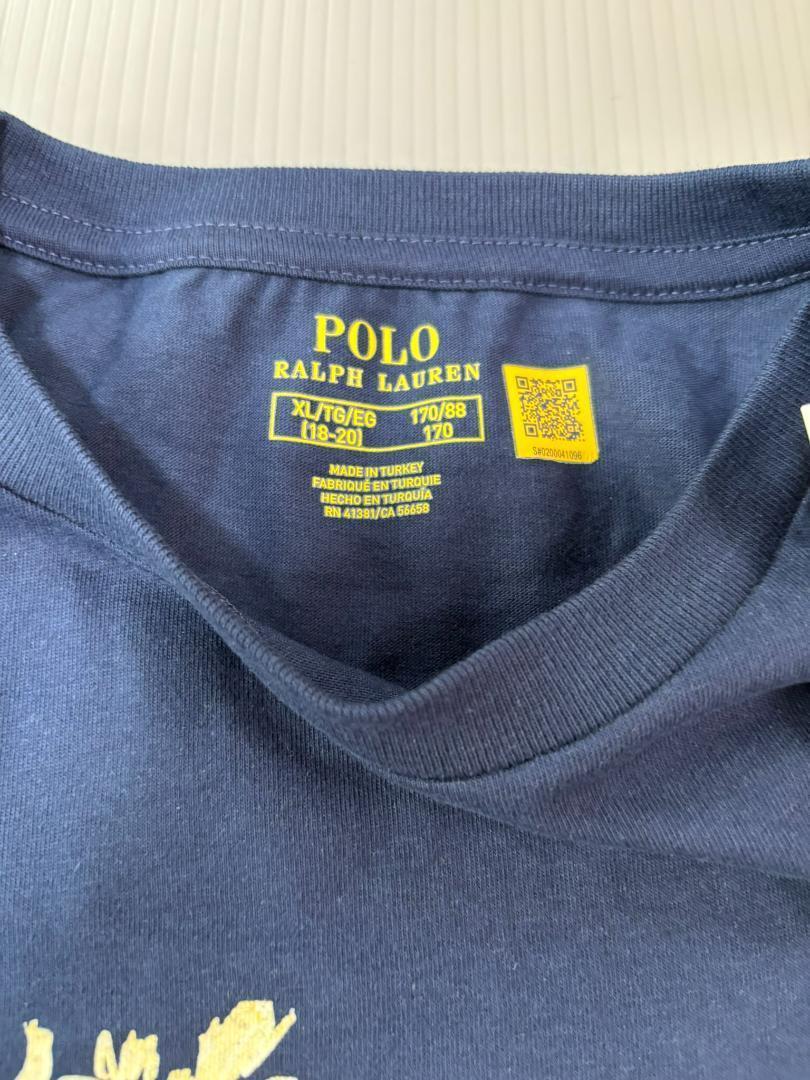 POLO
RALPH LAUREN
XL/TG/EG 170/88
(18-20) 170
MADE IN TURKEY
FABRIQUÉ EN TURQUIE
HECHO EN TURQUÍA
RN 41381/CA 56658
S#0200041096